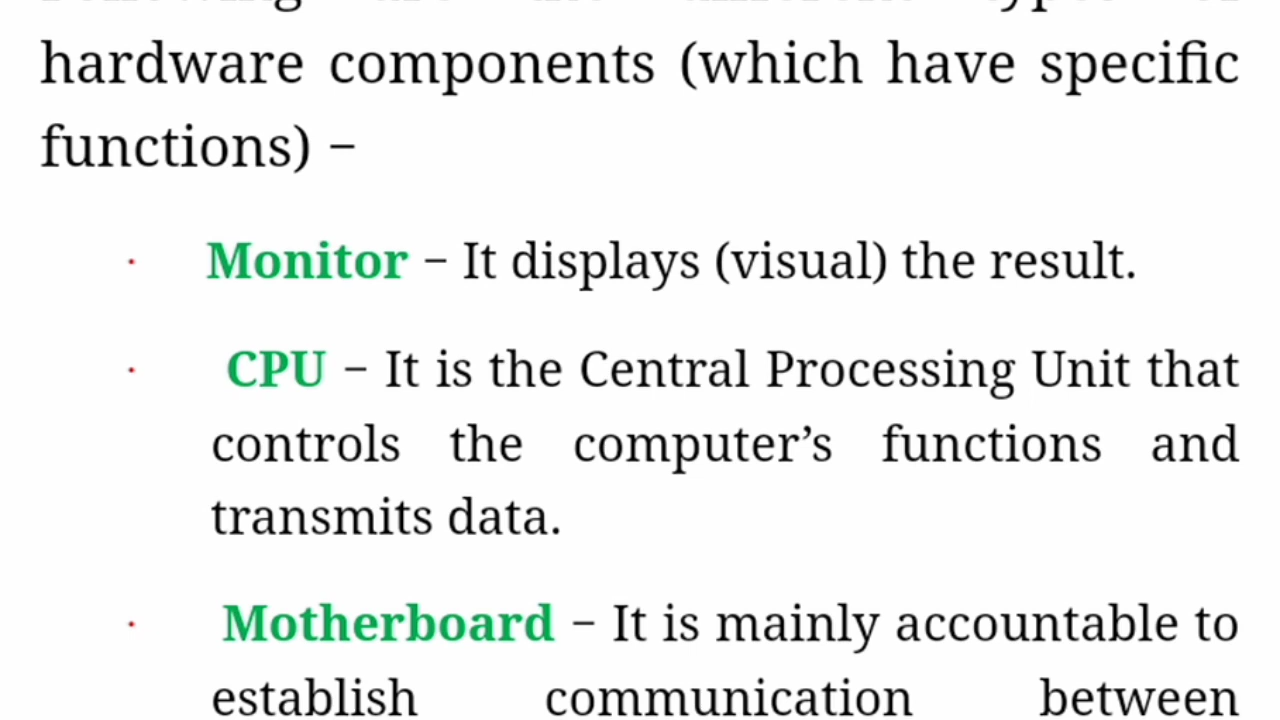 hardware components (which have specific
functions) −
· Monitor − It displays (visual) the result.
· CPU − It is the Central Processing Unit that
controls the computer’s functions and
transmits data.
· Motherboard − It is mainly accountable to
establish communication between